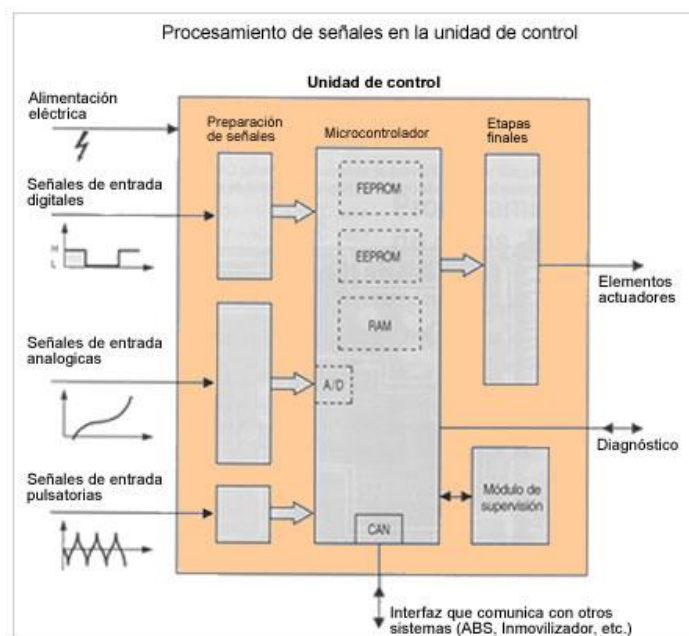 Procesamiento de señales en la unidad de control
Unidad de control
Alimentación
eléctrica
Preparación
de señales
Microcontrolador
Etapas
finales
Señales de entrada
digitales
H
L
FEPROM
EEPROM
RAM
Elementos
actuadores
Señales de entrada
analogicas
A/D
Diagnóstico
Señales de entrada
pulsatorias
Módulo de
supervisión
CAN
Interfaz que comunica con otros
sistemas (ABS, Inmovilizador, etc.)